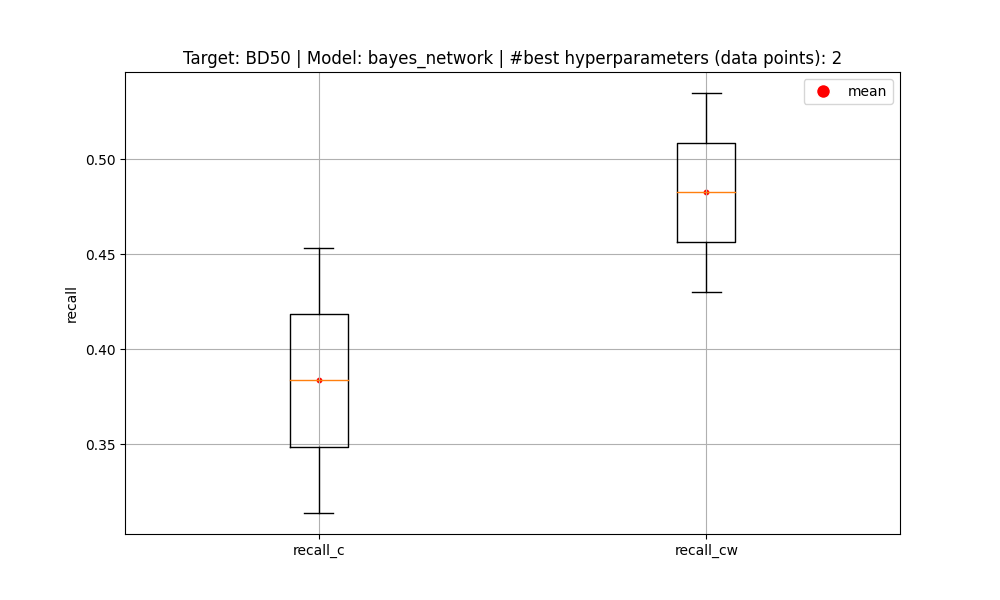 Target: BD50 | Model: bayes_network | #best hyperparameters (data points): 2
mean
0.50
0.45
0.40
0.35
recall
recall_c
recall_cw